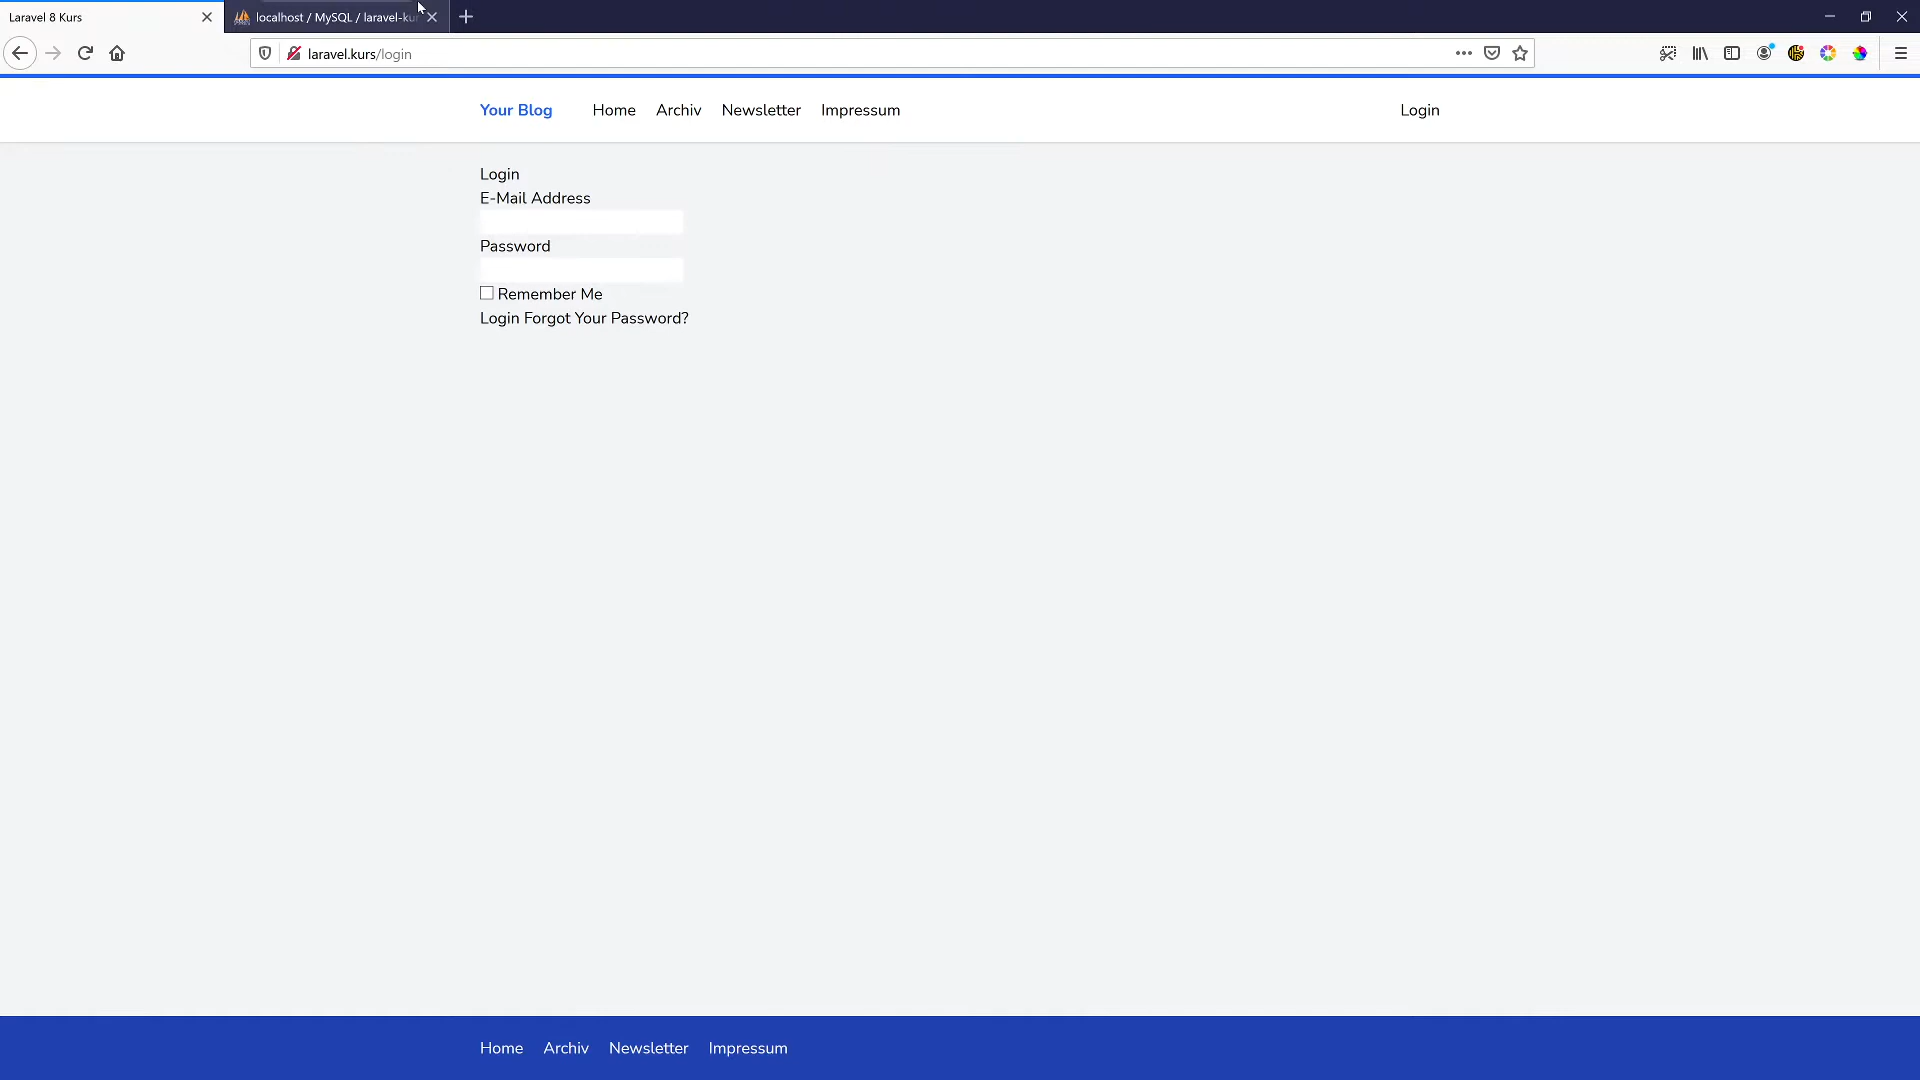 Laravel 8 Kurs
localhost / MySQL / laravel-kur
laravel.kurs/login
Your Blog Home Archiv Newsletter Impressum Login
Login
E-Mail Address
Password
Remember Me
Login Forgot Your Password?
Home Archiv Newsletter Impressum